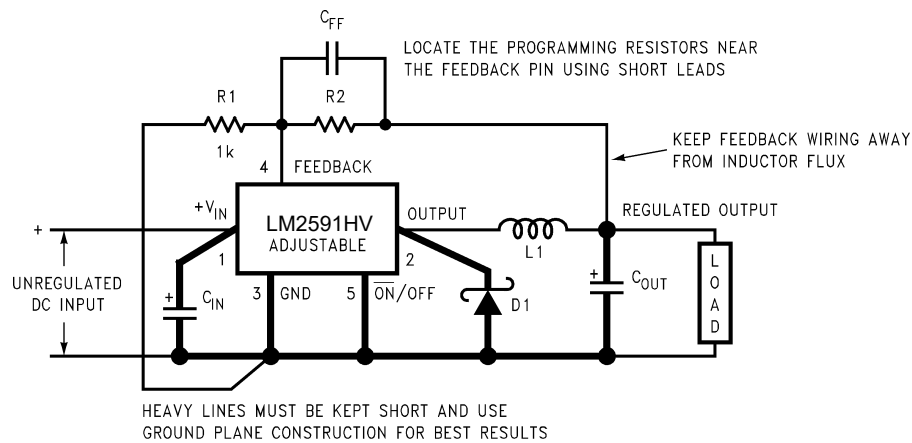 CFF
LOCATE THE PROGRAMMING RESISTORS NEAR
THE FEEDBACK PIN USING SHORT LEADS
R1
R2
1k
KEEP FEEDBACK WIRING AWAY
FROM INDUCTOR FLUX
4
FEEDBACK
+VIN
LM2591HV
ADJUSTABLE
OUTPUT
REGULATED OUTPUT
+
1
2
L1
UNREGULATED
DC INPUT
+
CIN
3
GND
5
ON/OFF
D1
+
COUT
LOAD
HEAVY LINES MUST BE KEPT SHORT AND USE
GROUND PLANE CONSTRUCTION FOR BEST RESULTS